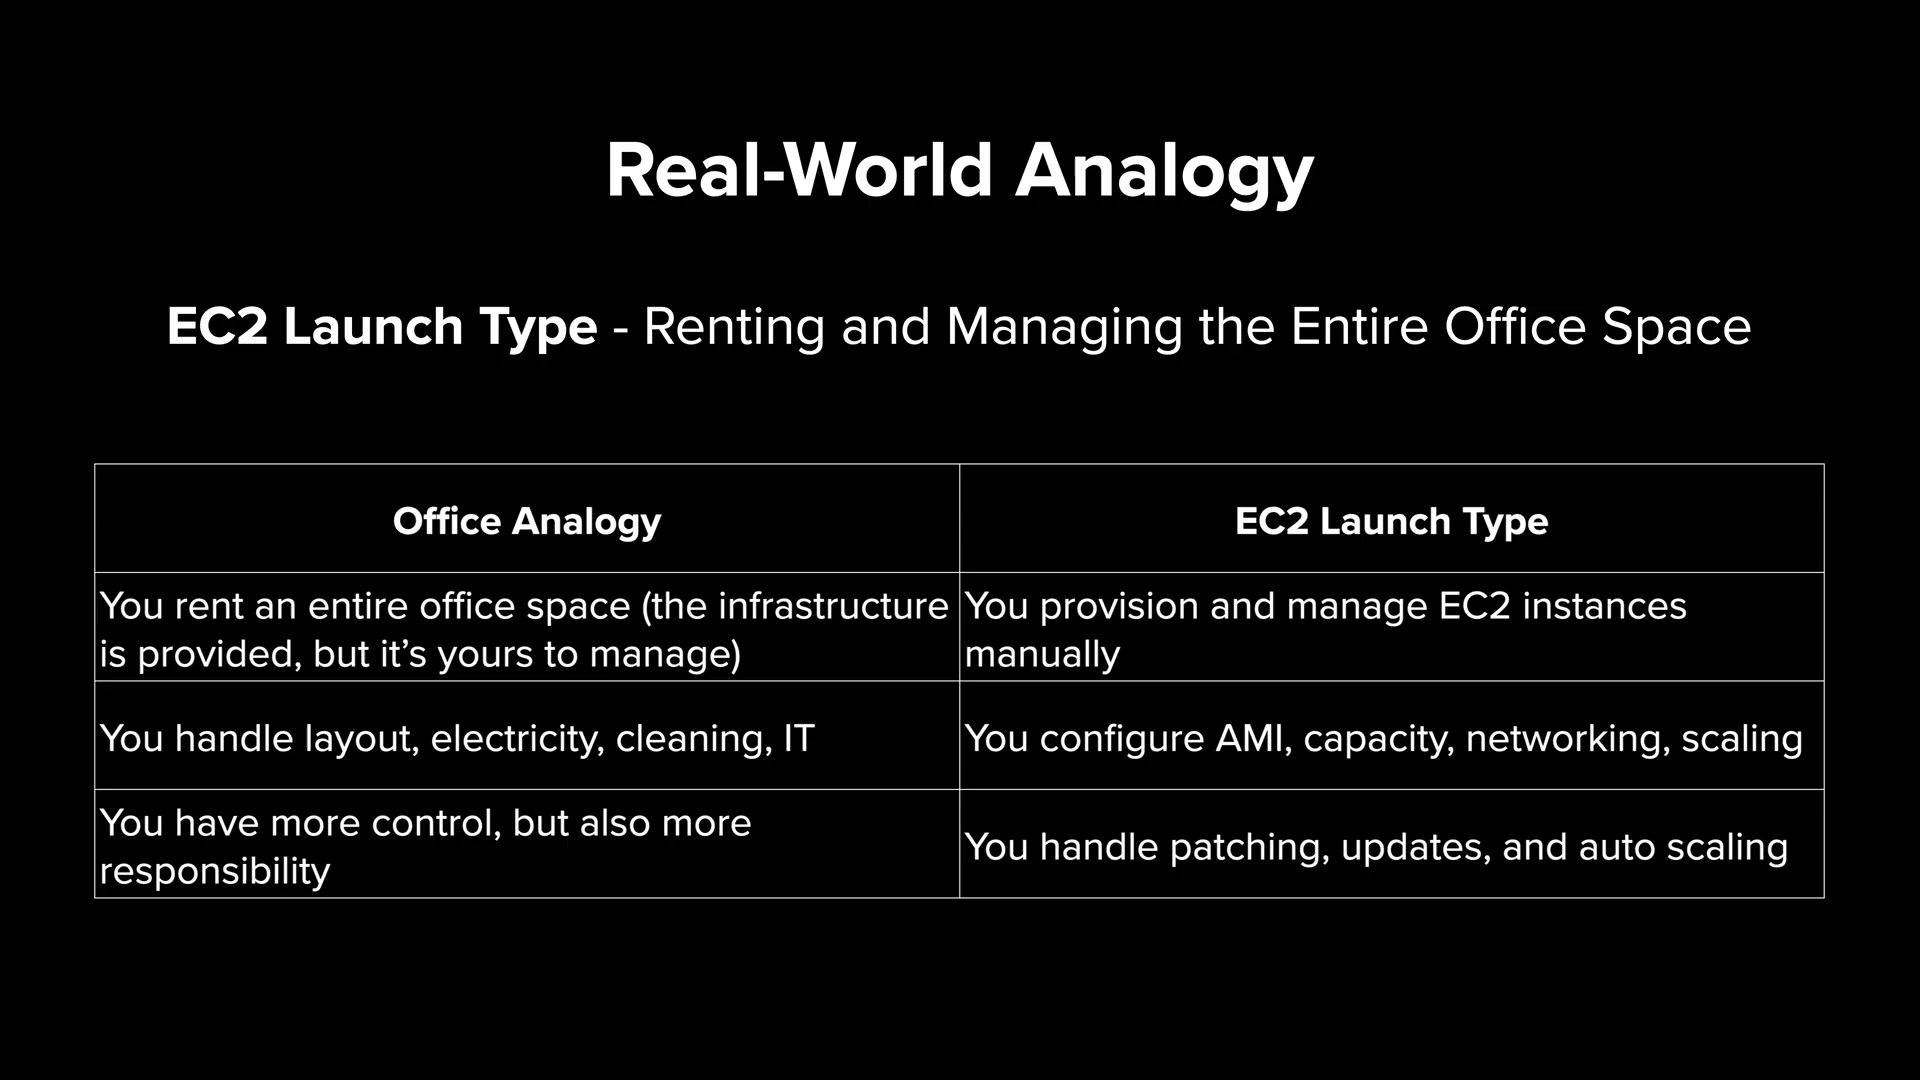 Real-World Analogy
EC2 Launch Type - Renting and Managing the Entire Office Space
Office Analogy
EC2 Launch Type
You rent an entire office space (the infrastructure
is provided, but it’s yours to manage)
You provision and manage EC2 instances
manually
You handle layout, electricity, cleaning, IT
You configure AMI, capacity, networking, scaling
You have more control, but also more
responsibility
You handle patching, updates, and auto scaling